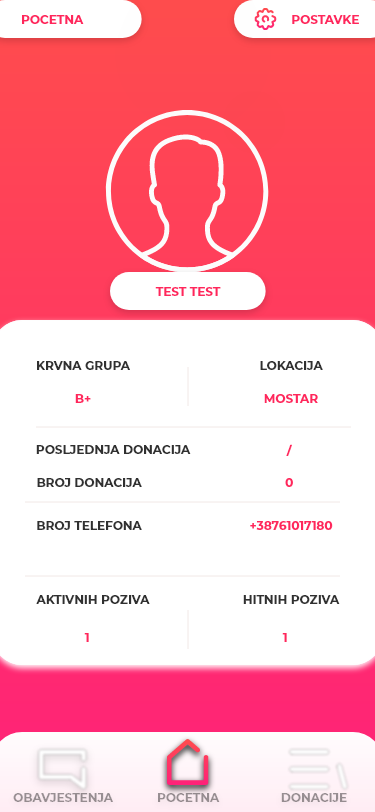 POCETNA
POSTAVKE
TEST TEST
KRVNA GRUPA
LOKACIJA
B+
MOSTAR
POSLJEDNJA DONACIJA
/
BROJ DONACIJA
0
BROJ TELEFONA
+38761017180
AKTIVNIH POZIVA
HITNIH POZIVA
1
1
OBAVJESTENJA
POCETNA
DONACIJE